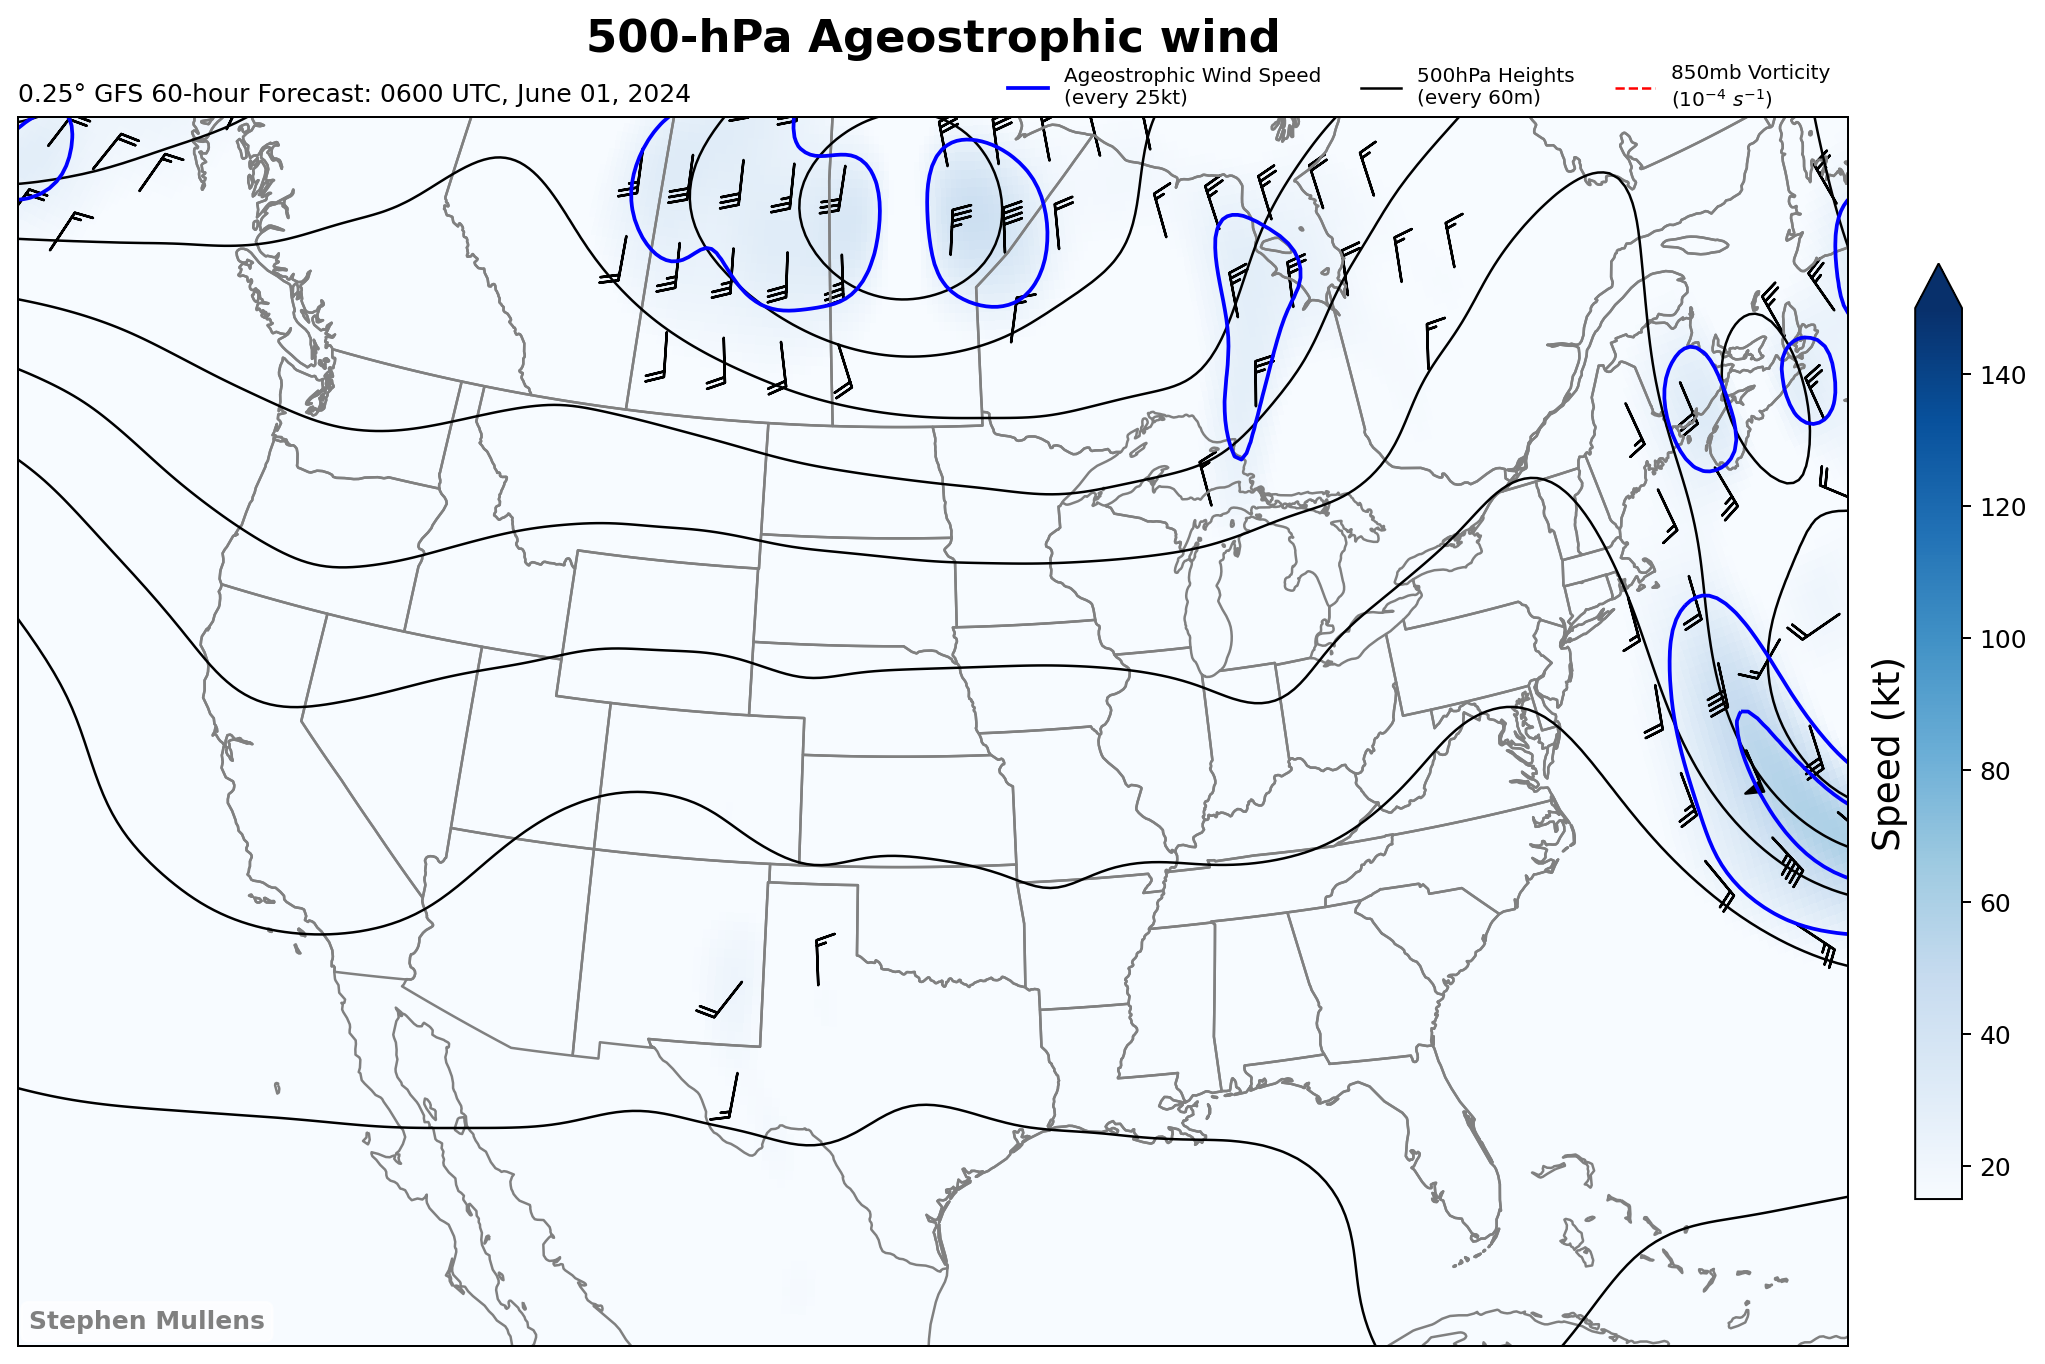 500-hPa Ageostrophic wind
0.25° GFS 60-hour Forecast: 0600 UTC, June 01, 2024
Ageostrophic Wind Speed
(every 25kt)
500hPa Heights
(every 60m)
850mb Vorticity
(10⁻⁴ s⁻¹)
140
120
100
80
60
40
20
Speed (kt)
Stephen Mullens